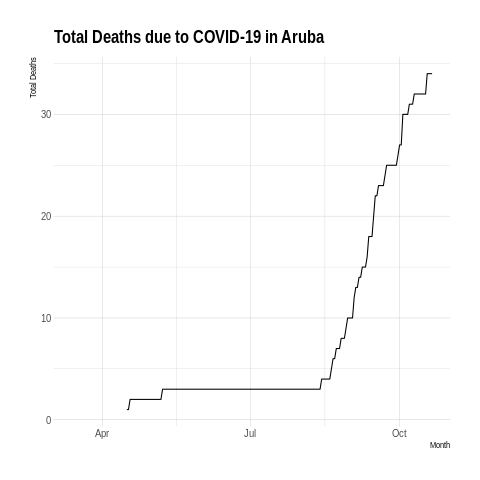 Total Deaths due to COVID-19 in Aruba
Total Deaths
30
20
10
0
Apr Jul Oct
Month